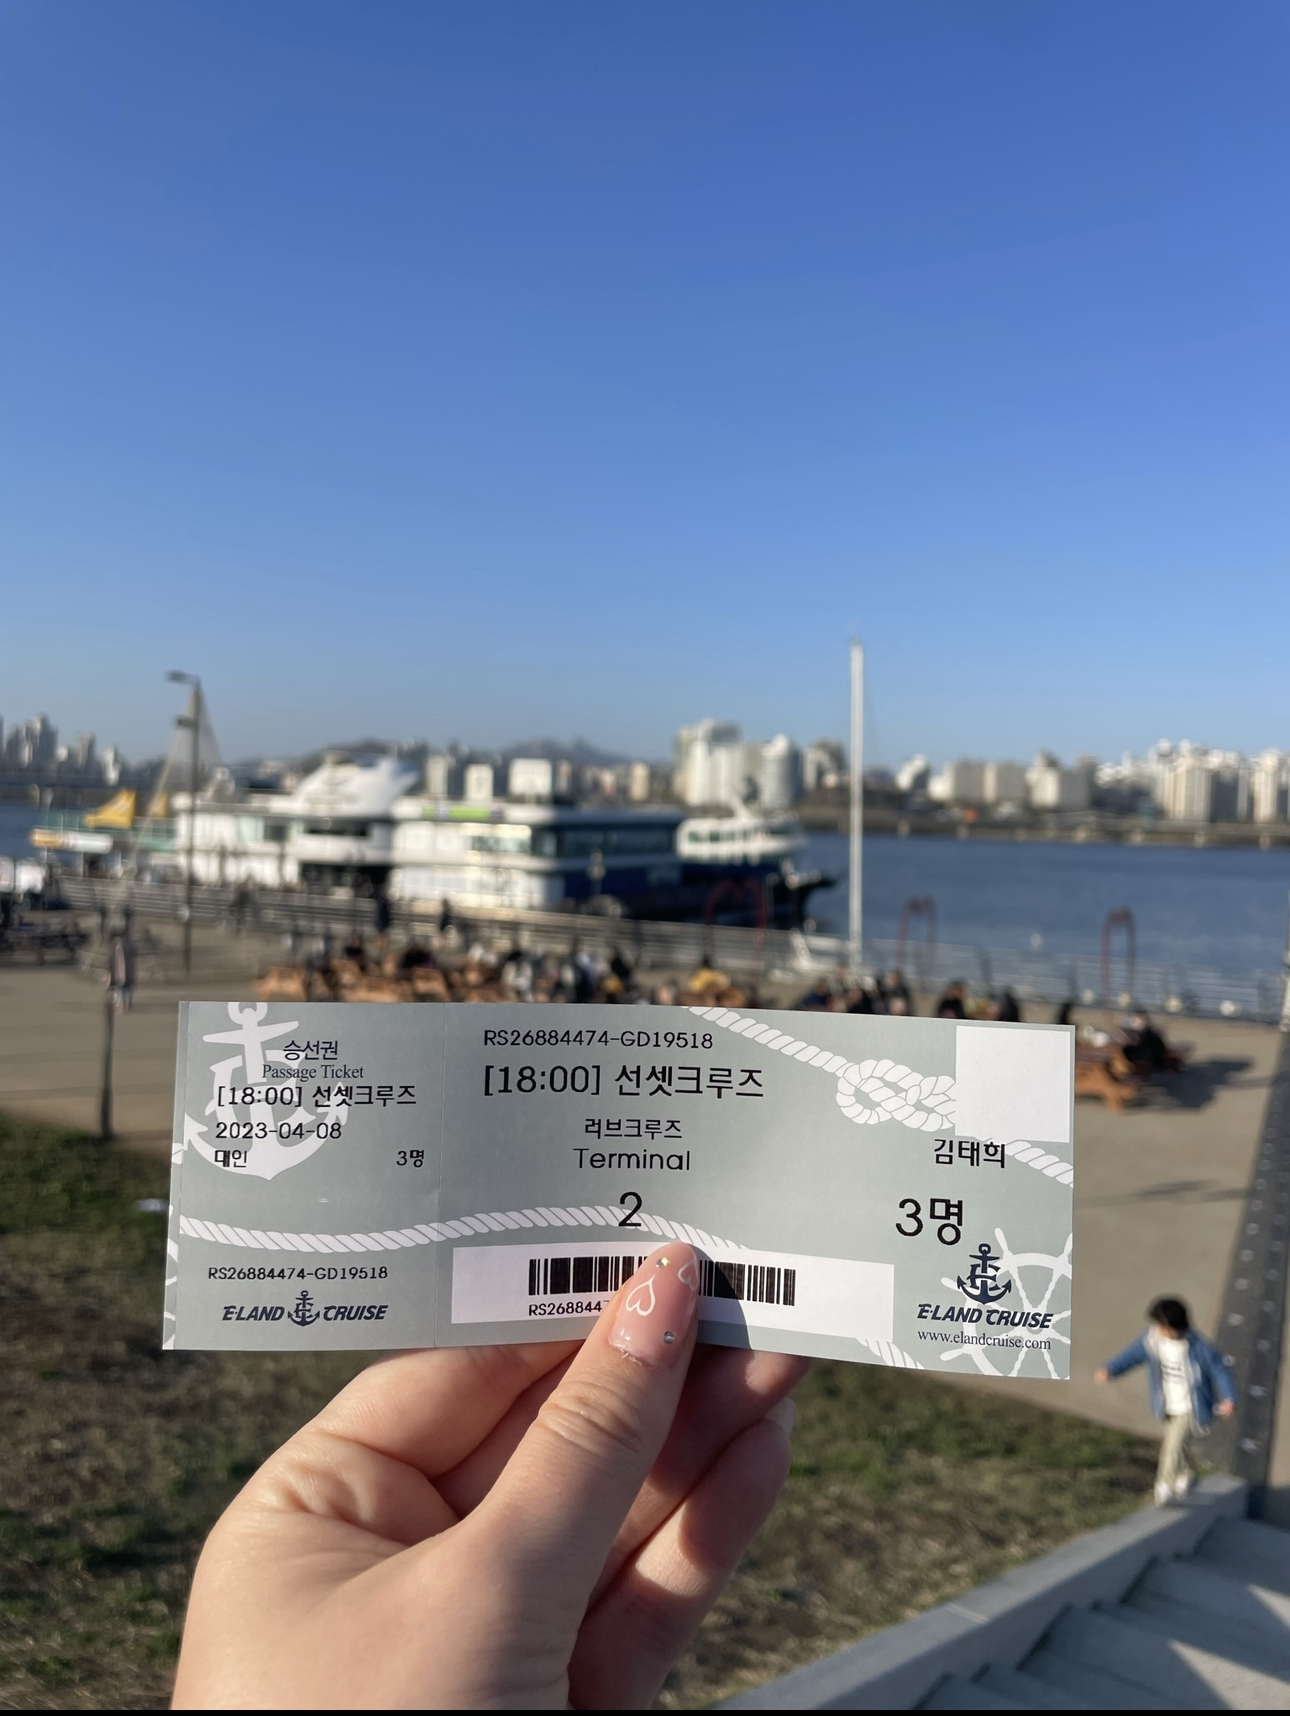 승선권
Passage Ticket
[18:00] 선셋크루즈
2023-04-08
대인 3명
RS26884474-GD19518
E·LAND CRUISE
RS26884474-GD19518
[18:00] 선셋크루즈
러브크루즈
Terminal
2
RS268844
김태희
3명
E·LAND CRUISE
www.elandcruise.com